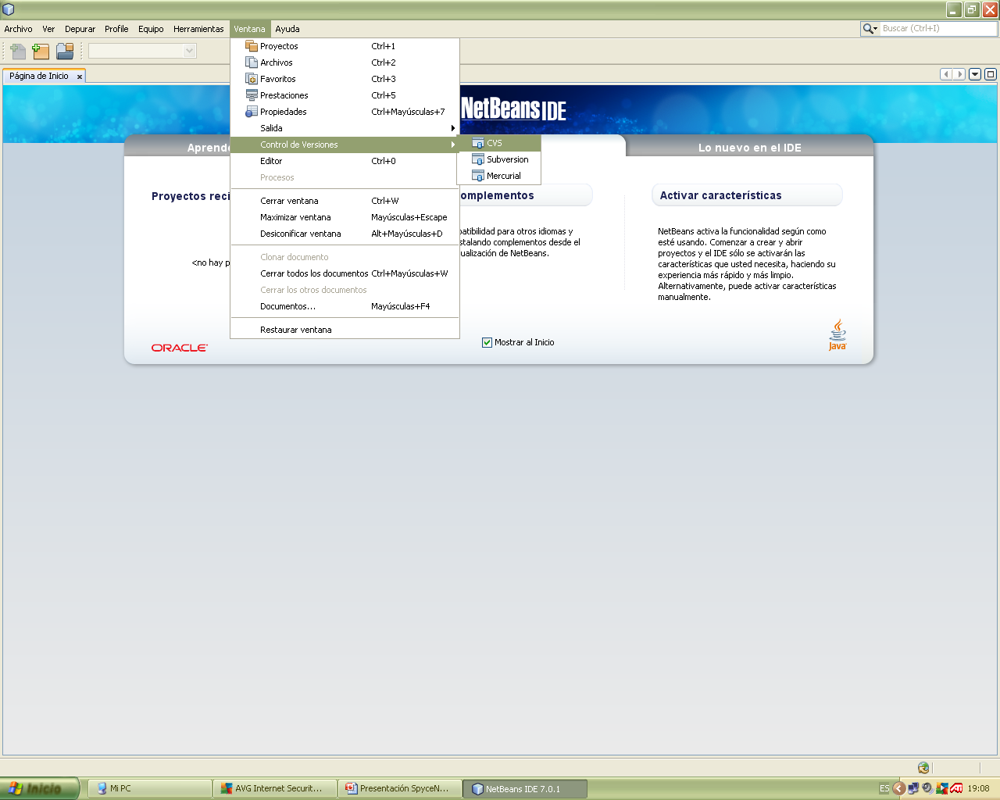 Archivo Ver Depurar Profile Equipo Herramientas Ventana Ayuda
Buscar (Ctrl+I)
Página de Inicio
Proyectos Ctrl+1
Archivos Ctrl+2
Favoritos Ctrl+3
Prestaciones Ctrl+5
Propiedades Ctrl+Mayúsculas+7
Salida
Control de Versiones
Editor Ctrl+0
Procesos
Cerrar ventana Ctrl+W
Maximizar ventana Mayúsculas+Escape
Desiconificar ventana Alt+Mayúsculas+D
Clonar documento
Cerrar todos los documentos Ctrl+Mayúsculas+W
Cerrar los otros documentos
Documentos... Mayúsculas+F4
Restaurar ventana
CVS
Subversion
Mercurial
NetBeans IDE
Aprend
Lo nuevo en el IDE
Proyectos reci
<no hay p
omplementos
atibilidad para otros idiomas y
stalando complementos desde el
ualización de NetBeans.
Activar características
NetBeans activa la funcionalidad según como
esté usando. Comenzar a crear y abrir
proyectos y el IDE sólo se activarán las
características que usted necesita, haciendo su
experiencia más rápido y más limpio.
Alternativamente, puede activar características
manualmente.
ORACLE
Mostrar al Inicio
Java
Inicio
Mi PC
AVG Internet Securit...
Presentación SpyceN...
NetBeans IDE 7.0.1
ES
19:08